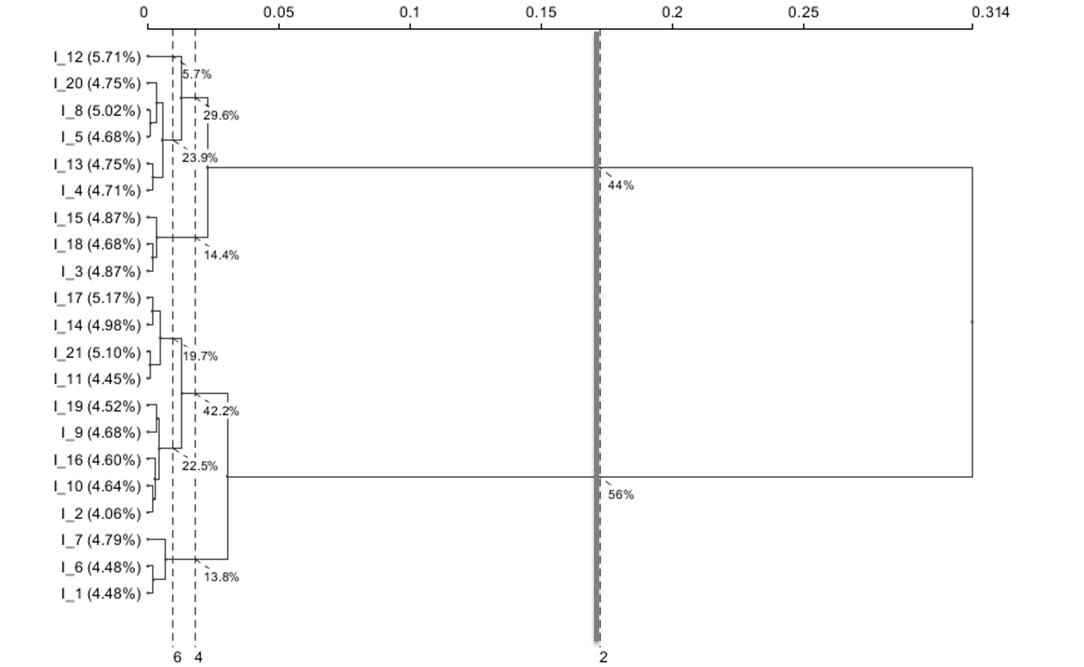 0 0.05 0.1 0.15 0.2 0.25 0.314
I_12 (5.71%)
5.7%
I_20 (4.75%)
I_8 (5.02%)
29.6%
I_5 (4.68%)
23.9%
I_13 (4.75%)
44%
I_4 (4.71%)
I_15 (4.87%)
I_18 (4.68%)
14.4%
I_3 (4.87%)
I_17 (5.17%)
I_14 (4.98%)
I_21 (5.10%)
19.7%
I_11 (4.45%)
I_19 (4.52%)
42.2%
I_9 (4.68%)
I_16 (4.60%)
22.5%
I_10 (4.64%)
56%
I_2 (4.06%)
I_7 (4.79%)
I_6 (4.48%)
13.8%
I_1 (4.48%)
6 4 2